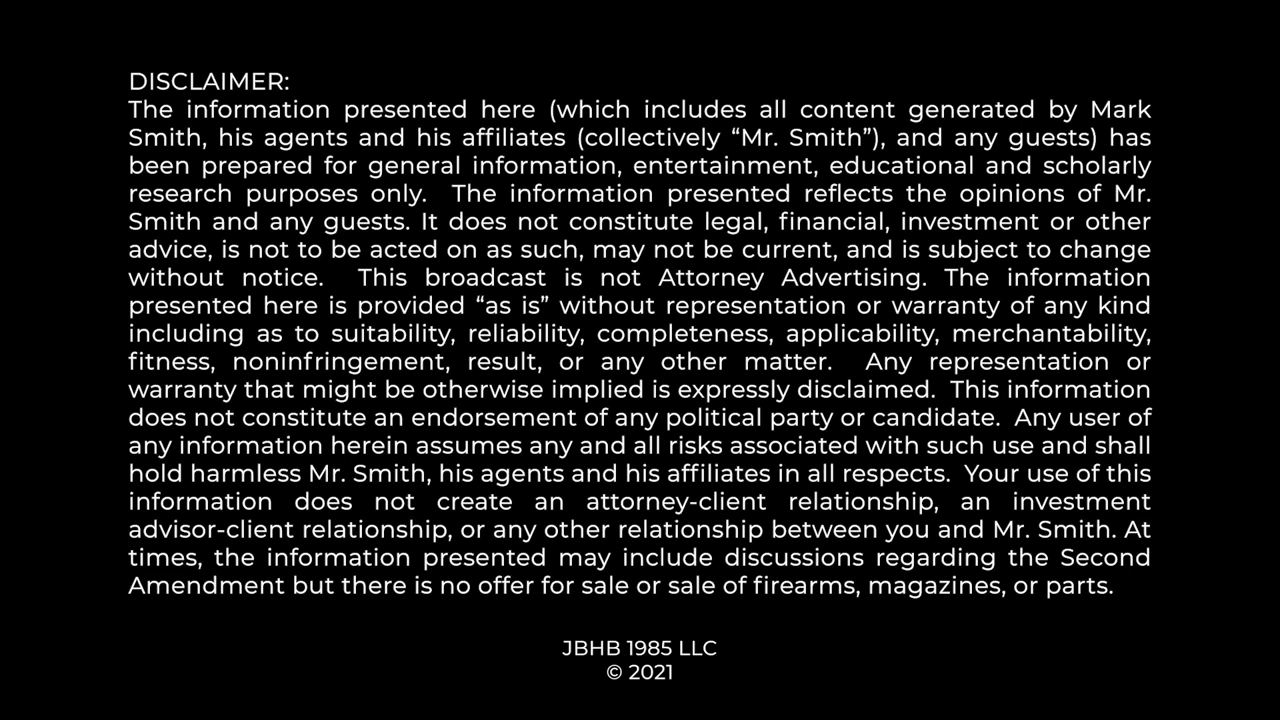 DISCLAIMER:
The information presented here (which includes all content generated by Mark
Smith, his agents and his affiliates (collectively “Mr. Smith”), and any guests) has
been prepared for general information, entertainment, educational and scholarly
research purposes only.  The information presented reflects the opinions of Mr.
Smith and any guests. It does not constitute legal, financial, investment or other
advice, is not to be acted on as such, may not be current, and is subject to change
without notice.  This broadcast is not Attorney Advertising. The information
presented here is provided “as is” without representation or warranty of any kind
including as to suitability, reliability, completeness, applicability, merchantability,
fitness, noninfringement, result, or any other matter.  Any representation or
warranty that might be otherwise implied is expressly disclaimed.  This information
does not constitute an endorsement of any political party or candidate.  Any user of
any information herein assumes any and all risks associated with such use and shall
hold harmless Mr. Smith, his agents and his affiliates in all respects.  Your use of this
information does not create an attorney-client relationship, an investment
advisor-client relationship, or any other relationship between you and Mr. Smith. At
times, the information presented may include discussions regarding the Second
Amendment but there is no offer for sale or sale of firearms, magazines, or parts.
JBHB 1985 LLC
© 2021